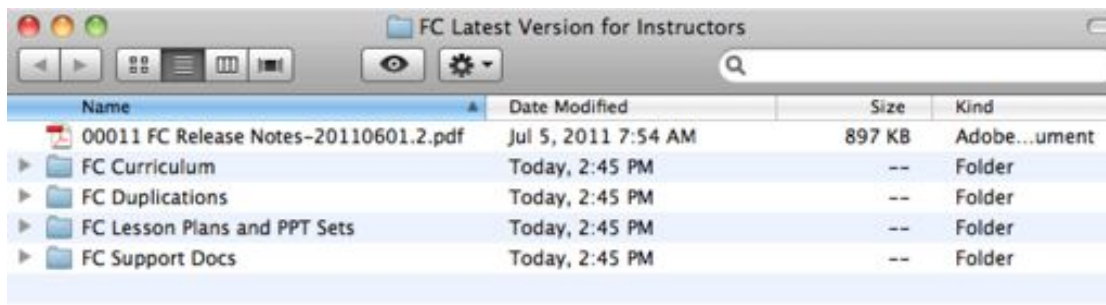 FC Latest Version for Instructors
Name Date Modified Size Kind
00011 FC Release Notes-20110601.2.pdf Jul 5, 2011 7:54 AM 897 KB Adobe...ument
FC Curriculum Today, 2:45 PM -- Folder
FC Duplications Today, 2:45 PM -- Folder
FC Lesson Plans and PPT Sets Today, 2:45 PM -- Folder
FC Support Docs Today, 2:45 PM -- Folder